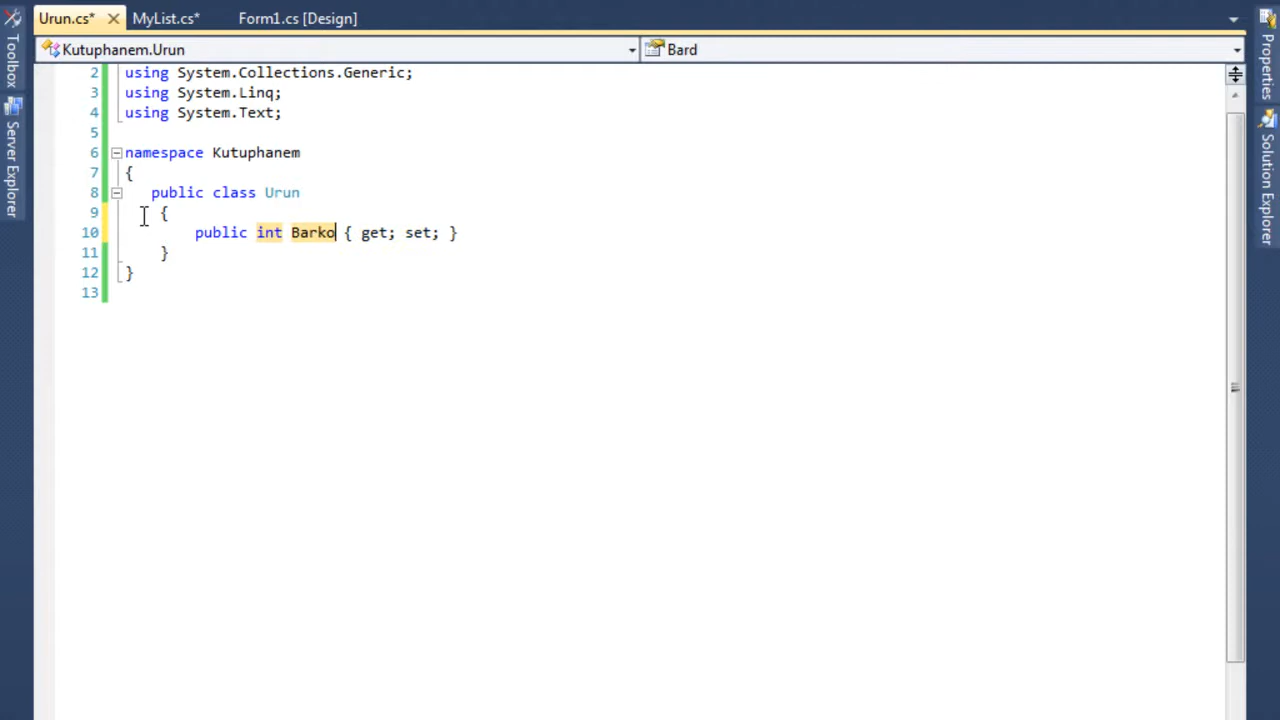 Urun.cs* MyList.cs* Form1.cs [Design]
Kutuphanem.Urun Bard
Toolbox
Server Explorer
2 using System.Collections.Generic;
3 using System.Linq;
4 using System.Text;
5
6 namespace Kutuphanem
7 {
8 public class Urun
9 {
10 public int Barko { get; set; }
11 }
12 }
13
Properties
Solution Explorer